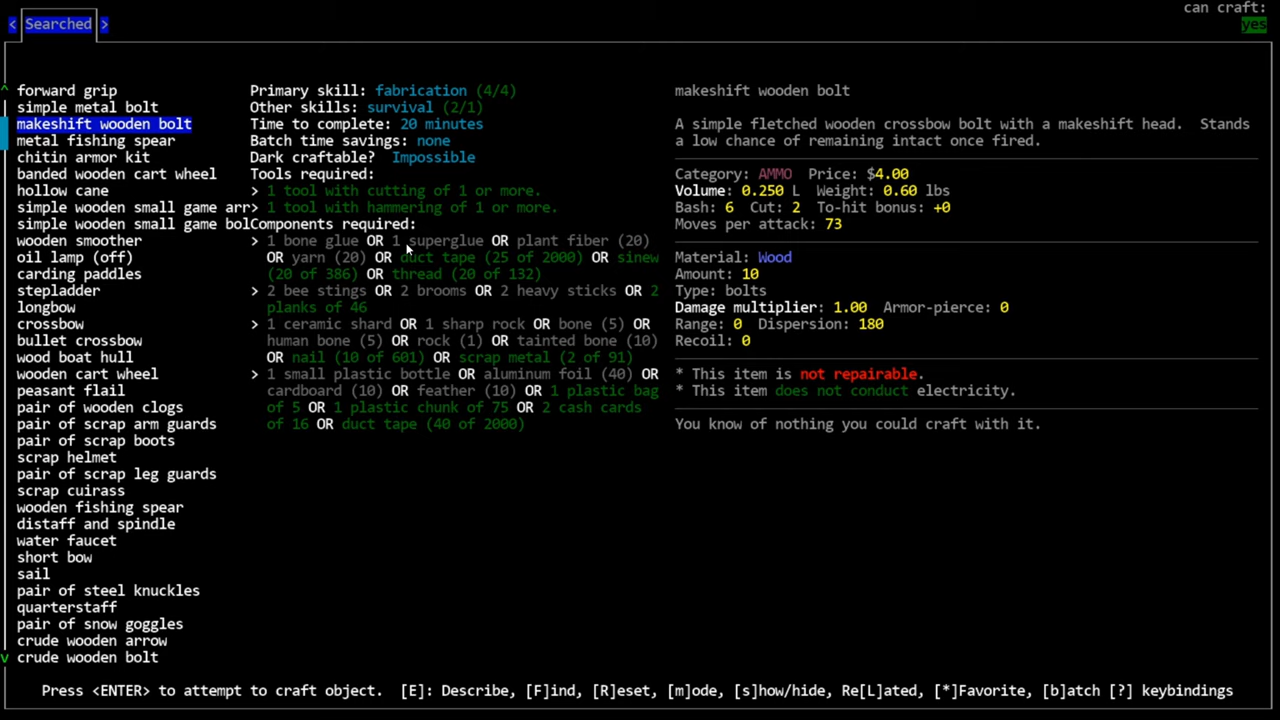 can craft:
< Searched >
yes
forward grip
simple metal bolt
makeshift wooden bolt
metal fishing spear
chitin armor kit
banded wooden cart wheel
hollow cane
simple wooden small game arr>
simple wooden small game bol
wooden smoother
oil lamp (off)
carding paddles
stepladder
longbow
crossbow
bullet crossbow
wood boat hull
wood cart wheel
peasant flail
pair of wooden clogs
pair of scrap arm guards
pair of scrap boots
scrap helmet
pair of scrap leg guards
scrap cuirass
wooden fishing spear
distaff and spindle
water faucet
short bow
sail
pair of steel knuckles
quarterstaff
pair of snow goggles
crude wooden arrow
crude wooden bolt
Primary skill: fabrication (4/4)
Other skills: survival (2/1)
Time to complete: 20 minutes
Batch time savings: none
Dark craftable? Impossible
Tools required:
> 1 tool with cutting of 1 or more.
> 1 tool with hammering of 1 or more.
Components required:
> 1 bone glue OR 1 superglue OR plant fiber (20)
OR yarn (20) OR duct tape (25 of 2000) OR sinew
(20 of 386) OR thread (20 of 132)
> 2 bee stings OR 2 brooms OR 2 heavy sticks OR 2
planks of 46
> 1 ceramic shard OR 1 sharp rock OR bone (5) OR
human bone (5) OR rock (1) OR tainted bone (10)
OR nail (10 of 601) OR scrap metal (2 of 91)
> 1 small plastic bottle OR aluminum foil (40) OR
cardboard (10) OR feather (10) OR 1 plastic bag
of 5 OR 1 plastic chunk of 75 OR 2 cash cards
of 16 OR duct tape (40 of 2000)
makeshift wooden bolt
A simple fletched wooden crossbow bolt with a makeshift head. Stands
a low chance of remaining intact once fired.
Category: AMMO Price: $4.00
Volume: 0.250 L Weight: 0.60 lbs
Bash: 6 Cut: 2 To-hit bonus: +0
Moves per attack: 73
Material: Wood
Amount: 10
Type: bolts
Damage multiplier: 1.00 Armor-pierce: 0
Range: 0 Dispersion: 180
Recoil: 0
* This item is not repairable.
* This item does not conduct electricity.
You know of nothing you could craft with it.
Press <ENTER> to attempt to craft object. [E]: Describe, [F]ind, [R]eset, [m]ode, [s]how/hide, Re[L]ated, [*]Favorite, [b]atch [?] keybindings